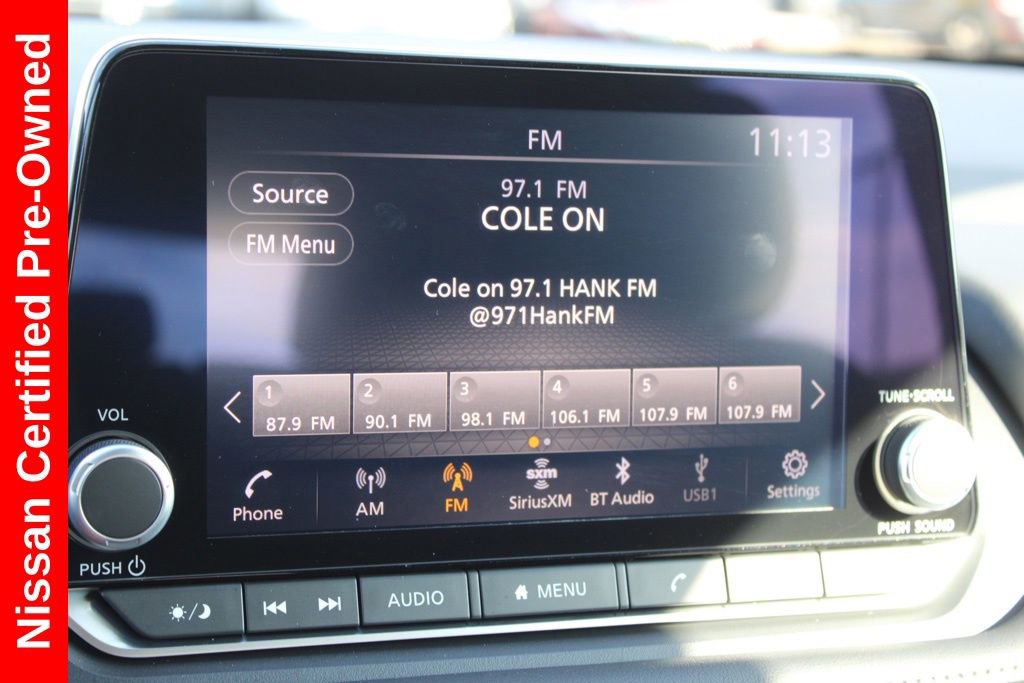 Nissan Certified Pre-Owned
FM
11:13
Source
97.1 FM
COLE ON
FM Menu
Cole on 97.1 HANK FM
@971HankFM
1
87.9 FM
2
90.1 FM
3
98.1 FM
4
106.1 FM
5
107.9 FM
6
107.9 FM
Phone
AM
FM
sxm
SiriusXM
BT Audio
USB1
Settings
VOL
PUSH
TUNE•SCROLL
PUSH SOUND
AUDIO
MENU